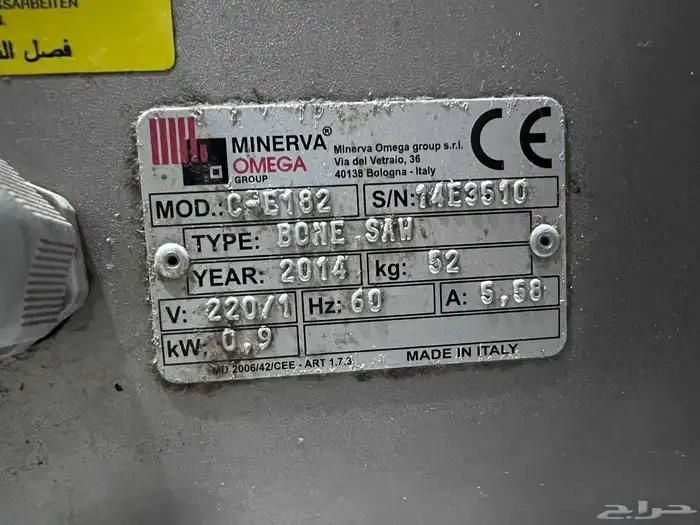 SARBEITEN
N.
فصل الت
MINERVA®
OMEGA
GROUP
Minerva Omega group s.r.l.
Via del Vetraio, 36
40138 Bologna - Italy
CE
MOD.: C-E182 S/N: 14E3510
TYPE: BONE SAW
YEAR: 2014 kg: 52
V: 220/1 Hz: 60 A: 5,58
kW: 0,9
MD 2006/42/CEE - ART 1.7.3 MADE IN ITALY
حراج